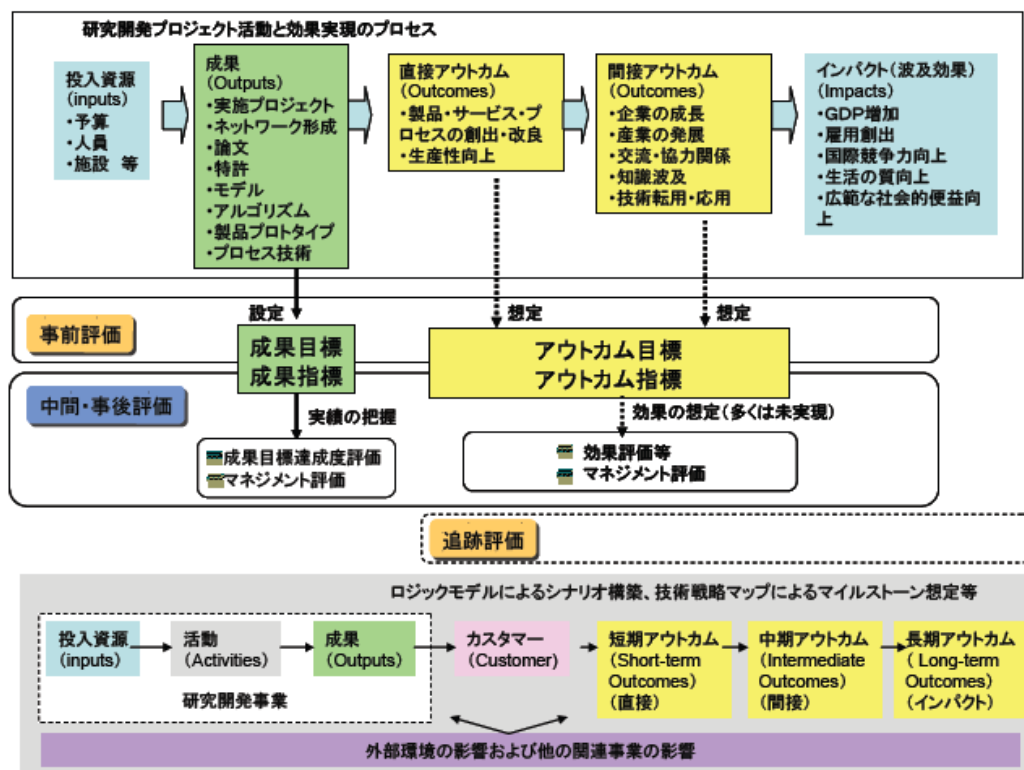 研究開発プロジェクト活動と効果実現のプロセス
投入資源
(inputs)
・予算
・人員
・施設 等
成果
(Outputs)
・実施プロジェクト
・ネットワーク形成
・論文
・特許
・モデル
・アルゴリズム
・製品プロトタイプ
・プロセス技術
直接アウトカム
(Outcomes)
・製品・サービス・プ
ロセスの創出・改良
・生産性向上
間接アウトカム
(Outcomes)
・企業の成長
・産業の発展
・交流・協力関係
・知識波及
・技術転用・応用
インパクト(波及効果)
(Impacts)
・GDP増加
・雇用創出
・国際競争力向上
・生活の質向上
・広範な社会的便益向
上
設定
想定
想定
事前評価
成果目標
成果指標
アウトカム目標
アウトカム指標
中間・事後評価
実績の把握
効果の想定(多くは未実現)
成果目標達成度評価
マネジメント評価
効果評価等
マネジメント評価
追跡評価
ロジックモデルによるシナリオ構築、技術戦略マップによるマイルストーン想定等
投入資源
(inputs)
活動
(Activities)
成果
(Outputs)
カスタマー
(Customer)
短期アウトカム
(Short-term
Outcomes)
(直接)
中期アウトカム
(Intermediate
Outcomes)
(間接)
長期アウトカム
( Long-term
Outcomes)
(インパクト)
研究開発事業
外部環境の影響および他の関連事業の影響